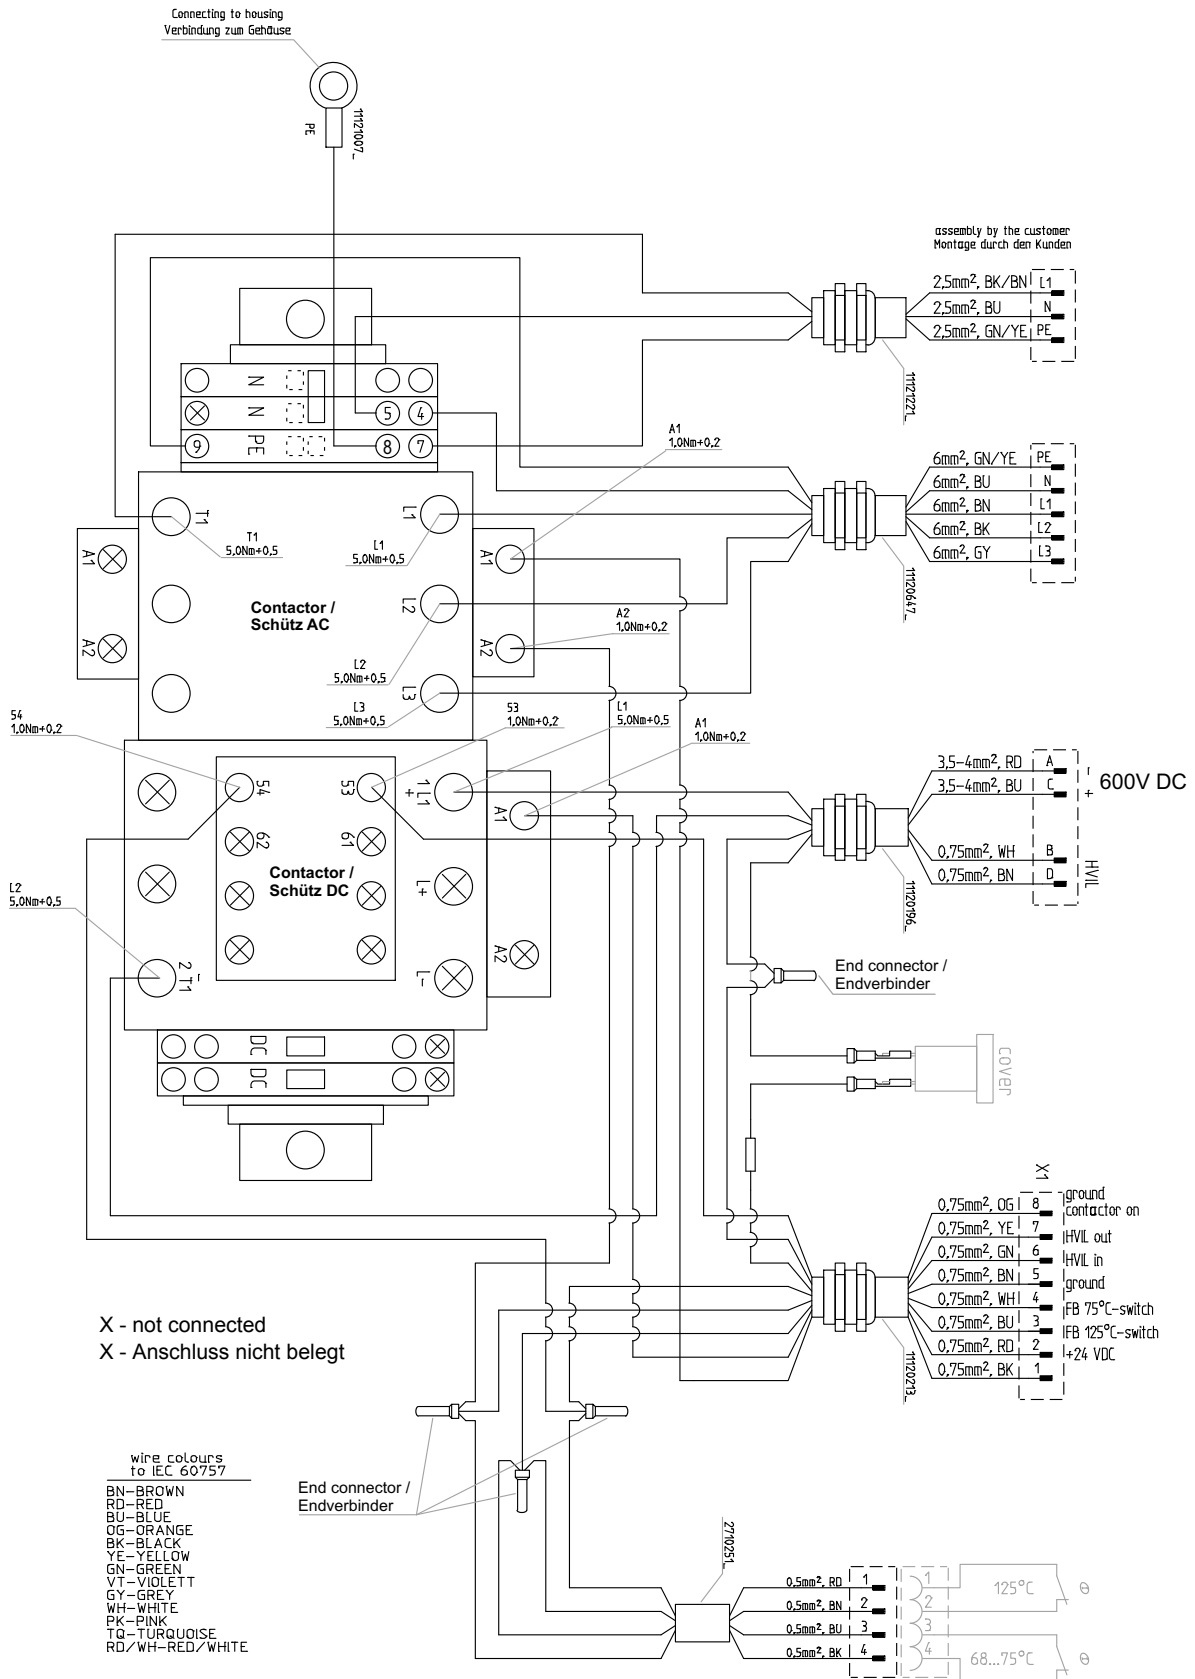 Connecting to housing
Verbindung zum Gehäuse
PE
11121007_
assembly by the customer
Montage durch den Kunden
2,5mm², BK/BN L1
2,5mm², BU N
2,5mm², GN/YE PE
11121221_
N
N 5 4
9 PE 8 7
A1
1,0Nm+0,2
6mm², GN/YE PE
6mm², BU N
6mm², BN L1
6mm², BK L2
6mm², GY L3
11120647_
T1 L1
T1
5,0Nm+0,5
L1
5,0Nm+0,5
A1 A1
Contactor /
Schütz AC
L2
A2
1,0Nm+0,2
A2 A2
L2
5,0Nm+0,5
L3
L3
5,0Nm+0,5
54
1,0Nm+0,2
53
1,0Nm+0,2
L1
5,0Nm+0,5
A1
1,0Nm+0,2
54 53 1 L1 +
A1
62 61
Contactor /
Schütz DC
L+
L2
5,0Nm+0,5
A2
2 T1 -
L-
3,5-4mm², RD A -
3,5-4mm², BU C +
600V DC
0,75mm², WH B
0,75mm², BN D
HVIL
11120196_
End connector /
Endverbinder
DC
DC
cover
X1
0,75mm², OG 8 ground contactor on
0,75mm², YE 7 HVIL out
0,75mm², GN 6 HVIL in
0,75mm², BN 5 ground
0,75mm², WH 4 FB 75°C-switch
0,75mm², BU 3 FB 125°C-switch
0,75mm², RD 2 +24 VDC
0,75mm², BK 1
11120213_
X - not connected
X - Anschluss nicht belegt
wire colours
to IEC 60757
BN-BROWN
RD-RED
BU-BLUE
OG-ORANGE
BK-BLACK
YE-YELLOW
GN-GREEN
VT-VIOLETT
GY-GREY
WH-WHITE
PK-PINK
TQ-TURQUOISE
RD/WH-RED/WHITE
End connector /
Endverbinder
2710251_
0,5mm², RD 1 1
0,5mm², BN 2 2
125°C θ
0,5mm², BU 3 3
0,5mm², BK 4 4
68...75°C θ